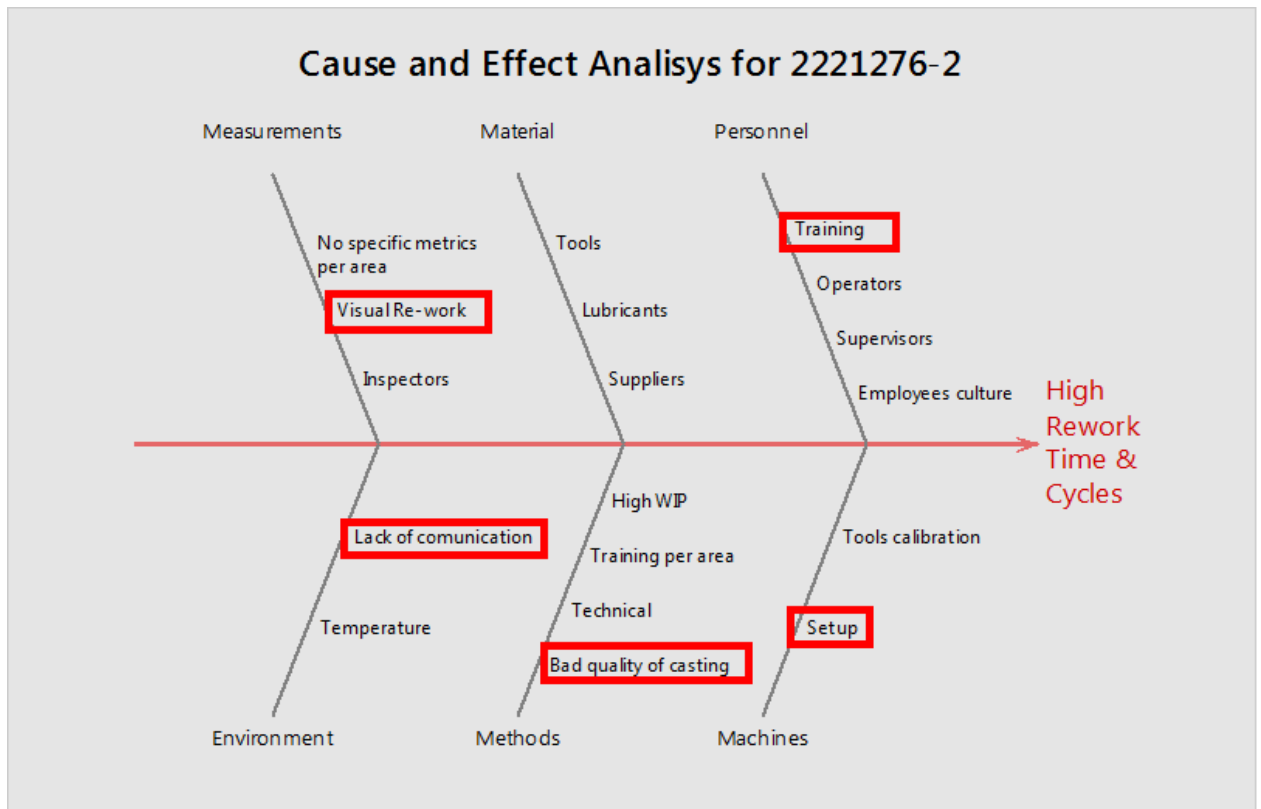 Cause and Effect Analisys for 2221276-2
Measurements
Material
Personnel
No specific metrics
per area
Visual Re-work
Inspectors
Tools
Lubricants
Suppliers
Training
Operators
Supervisors
Employees culture
High
Rework
Time &
Cycles
Lack of comunication
Temperature
High WIP
Training per area
Technical
Bad quality of casting
Tools calibration
Setup
Environment
Methods
Machines